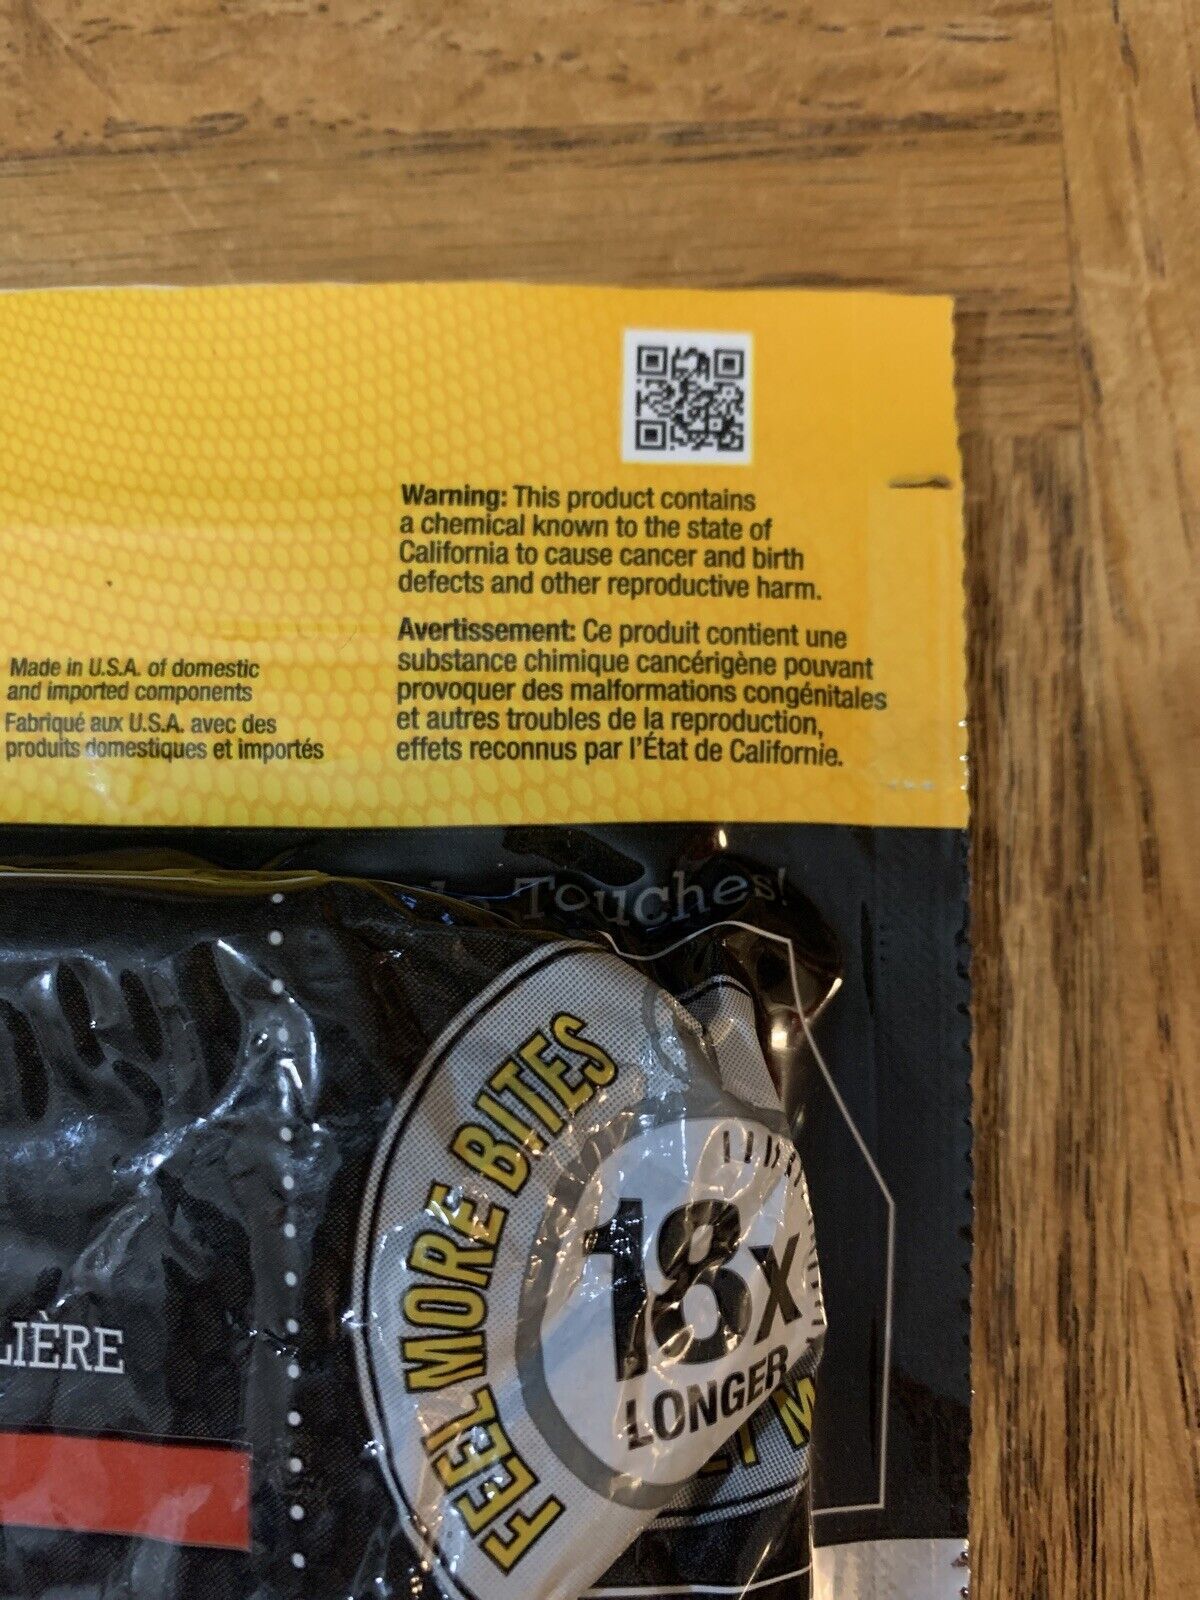 Warning: This product contains
a chemical known to the state of
California to cause cancer and birth
defects and other reproductive harm.
Avertissement: Ce produit contient une
substance chimique cancérigène pouvant
provoquer des malformations congénitales
et autres troubles de la reproduction,
effets reconnus par l'État de Californie.
Made in U.S.A. of domestic
and imported components
Fabriqué aux U.S.A. avec des
produits domestiques et importés
Touches!
FEEL MORE BITES
18x
LONGER
LIÈRE